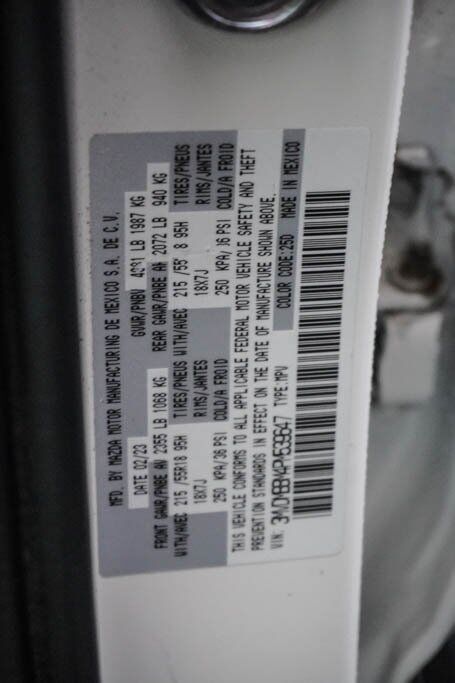 MFD. BY MAZDA MOTOR MANUFACTURING DE MEXICO S.A. DE C.V.
DATE 02/23 GVWR/PNBV 4381 LB 1987 KG
FRONT GAWR/PNBE 2355 LB 1068 KG REAR GAWR/PNBE 2072 LB 940 KG
WITH/AVEC 215 /55R18 95H TIRES/PNEUS WITH/AVEC 215 /55 8 95H TIRES/PNEUS
18X7J RIMS/JANTES 18X7J RIMS/JANTES
250 KPA/36 PSI COLD/A FROID 250 KPA/36 PSI COLD/A FROID
THIS VEHICLE CONFORMS TO ALL APPLICABLE FEDERAL MOTOR VEHICLE SAFETY AND THEFT
PREVENTION STANDARDS IN EFFECT ON THE DATE OF MANUFACTURE SHOWN ABOVE.
VIN: TYPE:MPV COLOR CODE:25D MADE IN MEXICO